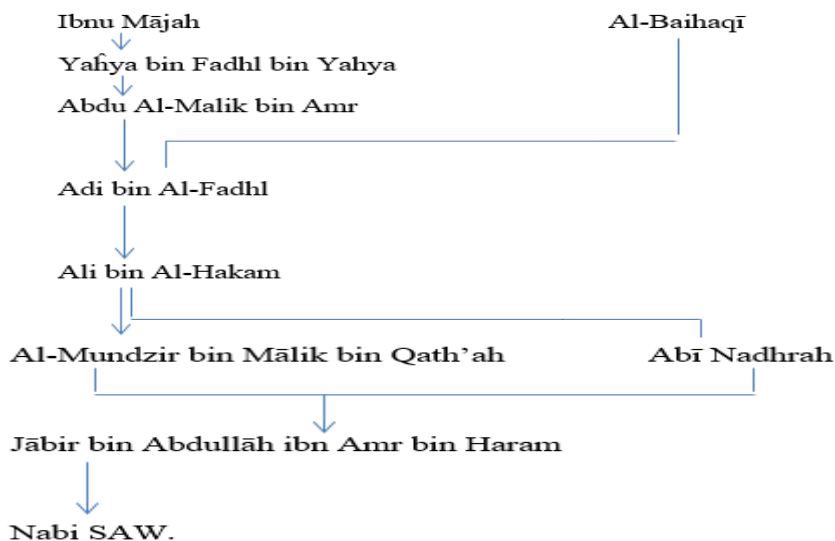 Ibnu Mājah Al-Baihaqī
Yaĥya bin Fadhl bin Yahya
Abdu Al-Malik bin Amr
Adi bin Al-Fadhl
Ali bin Al-Hakam
Al-Mundzir bin Mālik bin Qath’ah Abī Nadhrah
Jābir bin Abdullāh ibn Amr bin Haram
Nabi SAW.